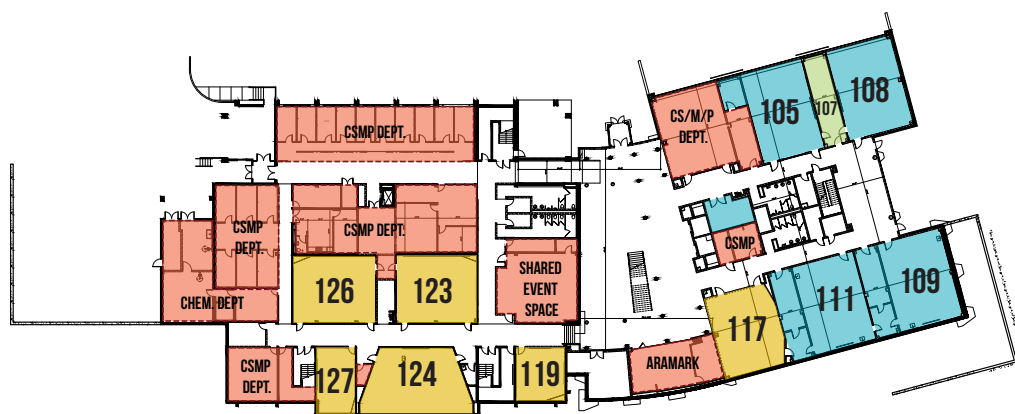 CSMP DEPT.
CS/M/P
DEPT.
105
107
108
CSMP
DEPT.
CSMP DEPT.
CSMP
CHEM. DEPT
126
123
SHARED
EVENT
SPACE
117
111
109
CSMP
DEPT.
127
124
119
ARAMARK